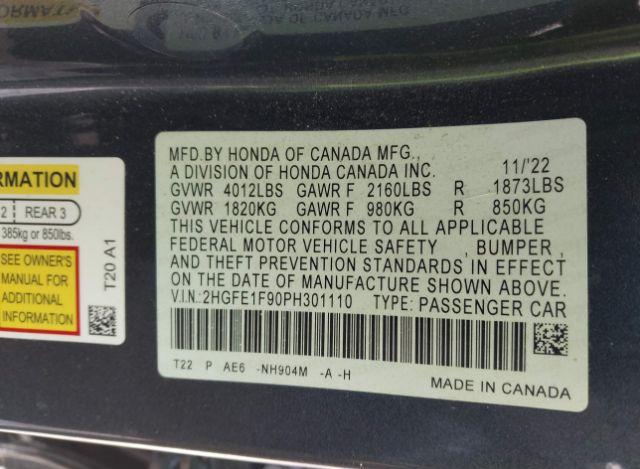 MFD.BY HONDA OF CANADA MFG.,
A DIVISION OF HONDA CANADA INC. 11/'22
GVWR 4012LBS GAWR F 2160LBS R 1873LBS
GVWR 1820KG GAWR F 980KG R 850KG
THIS VEHICLE CONFORMS TO ALL APPLICABLE
FEDERAL MOTOR VEHICLE SAFETY , BUMPER ,
AND THEFT PREVENTION STANDARDS IN EFFECT
ON THE DATE OF MANUFACTURE SHOWN ABOVE.
V.I.N.:2HGFE1F90PH301110 TYPE: PASSENGER CAR
T22 P AE6 -NH904M -A -H
MADE IN CANADA
RMATION
2 REAR 3
385kg or 850lbs.
SEE OWNER'S
MANUAL FOR
ADDITIONAL
INFORMATION
T20 A1